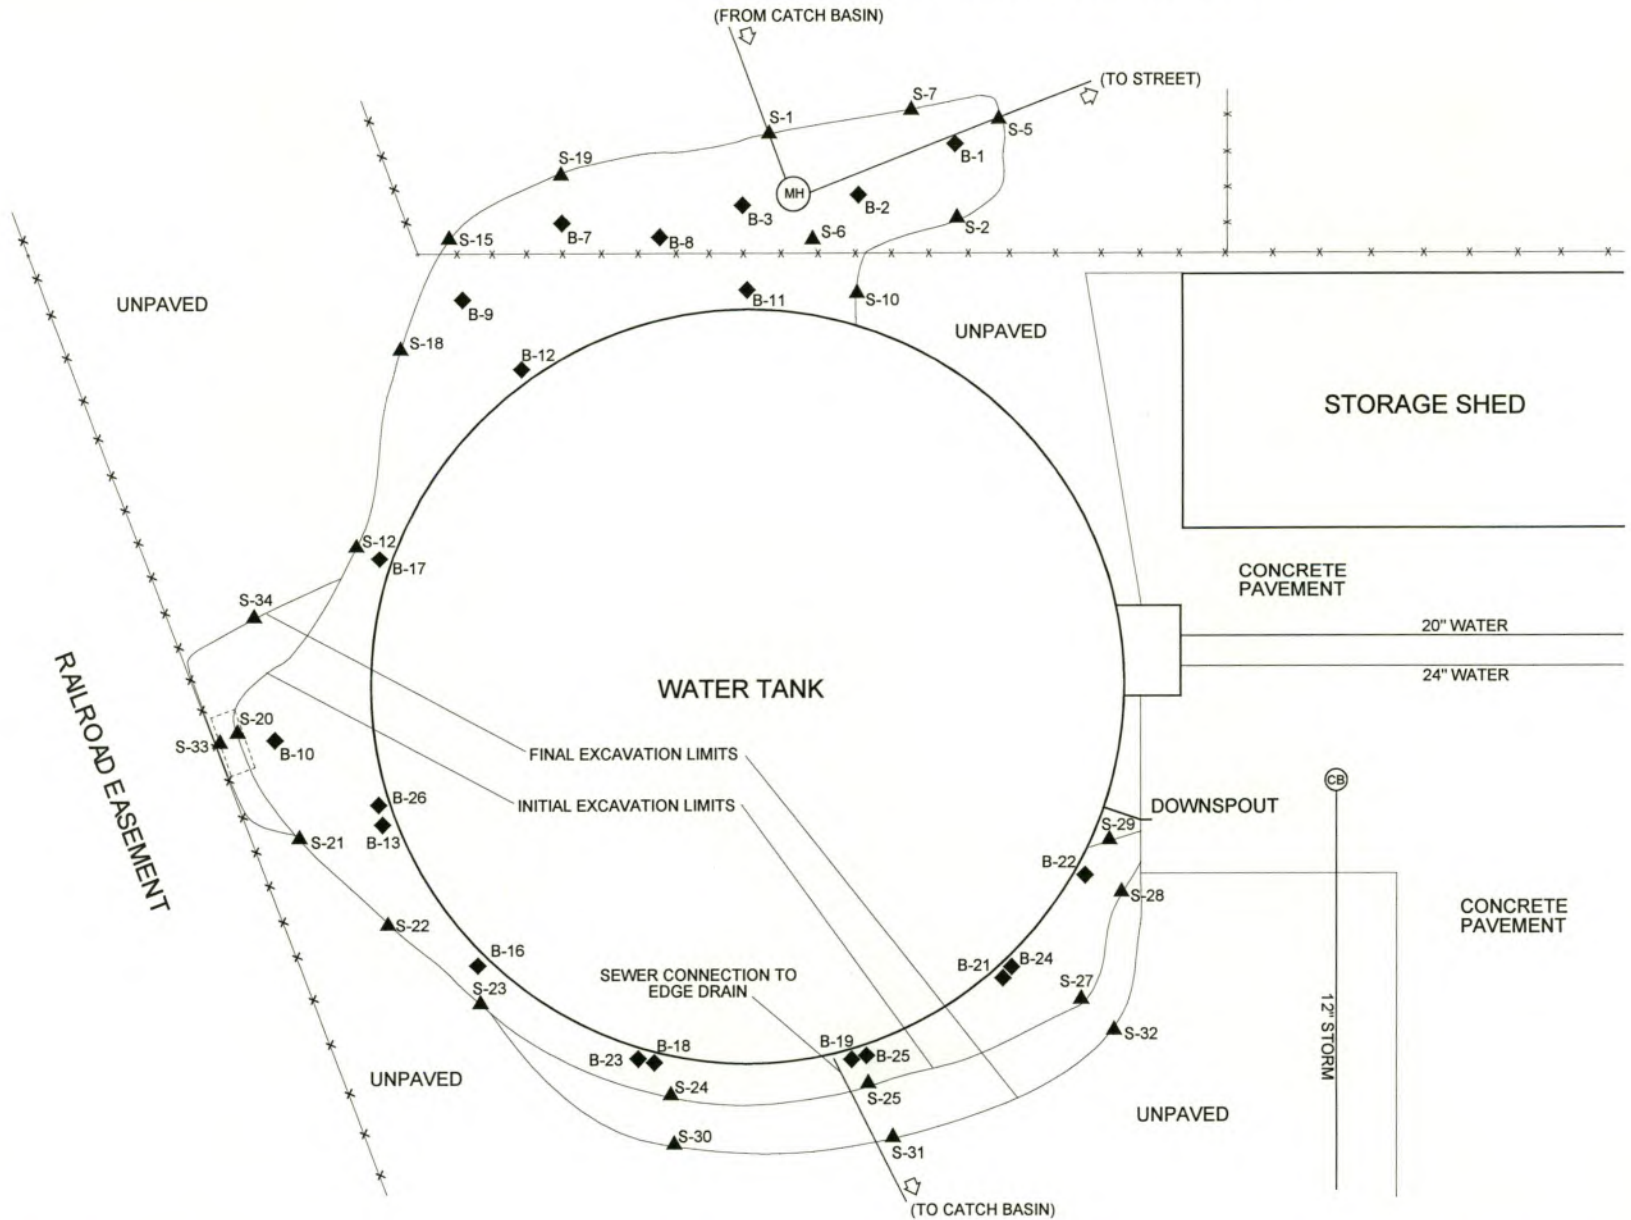 (FROM CATCH BASIN)
(TO STREET)
S-7
S-1
S-5
B-1
S-19
MH
B-2
B-3
S-2
B-7
B-8
S-6
S-15
UNPAVED
B-9
B-11
S-10
UNPAVED
S-18
B-12
STORAGE SHED
S-12
B-17
CONCRETE
PAVEMENT
S-34
20" WATER
24" WATER
WATER TANK
RAILROAD EASEMENT
S-20
S-33
B-10
FINAL EXCAVATION LIMITS
CB
INITIAL EXCAVATION LIMITS
DOWNSPOUT
B-26
B-13
S-29
S-21
B-22
S-28
CONCRETE
PAVEMENT
S-22
B-16
SEWER CONNECTION TO
EDGE DRAIN
B-24
B-21
S-27
S-23
12" STORM
S-32
B-18
B-23
B-19
B-25
UNPAVED
S-24
S-25
UNPAVED
S-30
S-31
(TO CATCH BASIN)